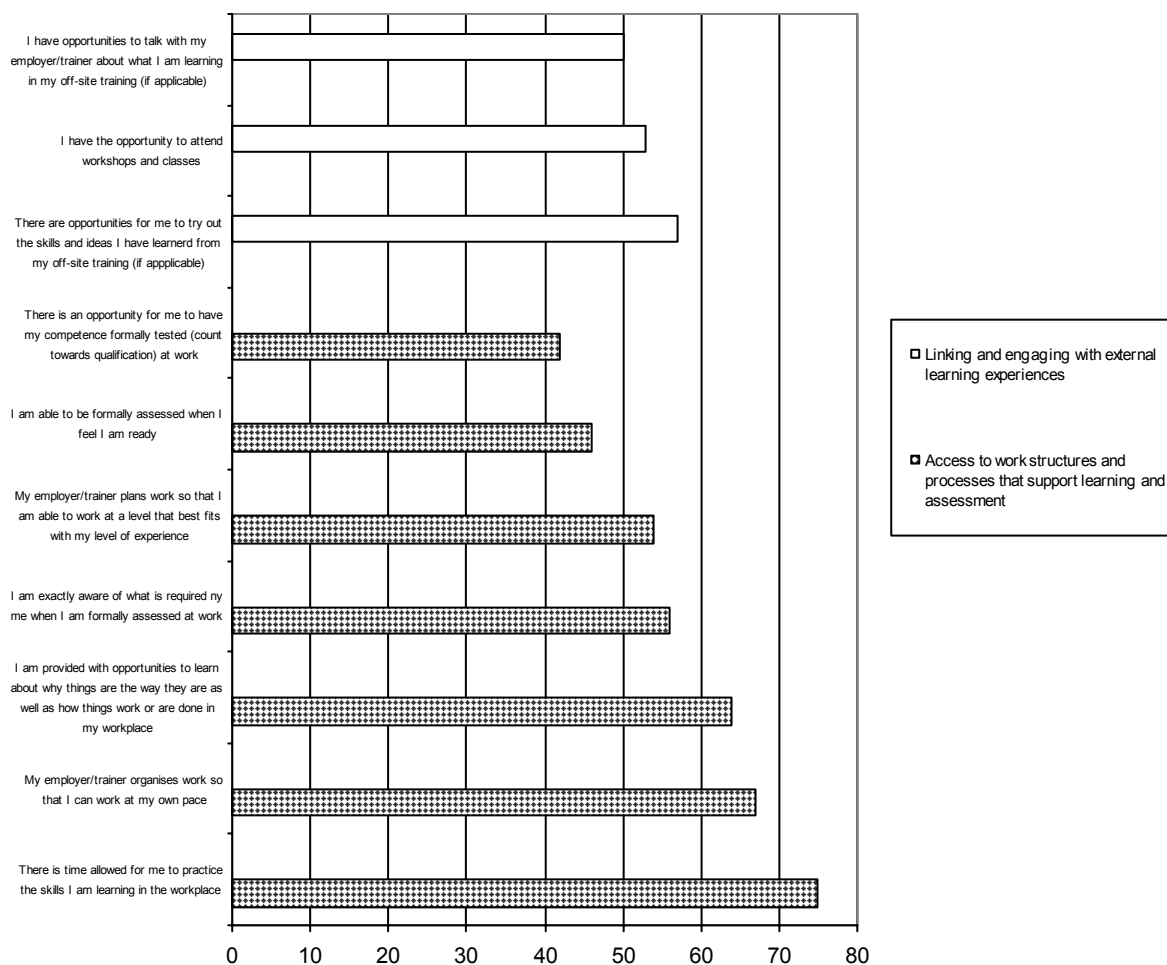 I have opportunities to talk with my
employer/trainer about what I am learning
in my off-site training (if applicable)
I have the opportunity to attend
workshops and classes
There are opportunities for me to try out
the skills and ideas I have learnerd from
my off-site training (if appplicable)
There is an opportunity for me to have
my competence formally tested (count
towards qualification) at work
I am able to be formally assessed when I
feel I am ready
My employer/trainer plans work so that I
am able to work at a level that best fits
with my level of experience
I am exactly aware of what is required ny
me when I am formally assessed at work
I am provided with opportunities to learn
about why things are the way they are as
well as how things work or are done in
my workplace
My employer/trainer organises work so
that I can work at my own pace
There is time allowed for me to practice
the skills I am learning in the workplace
0 10 20 30 40 50 60 70 80
Linking and engaging with external
learning experiences
Access to work structures and
processes that support learning and
assessment